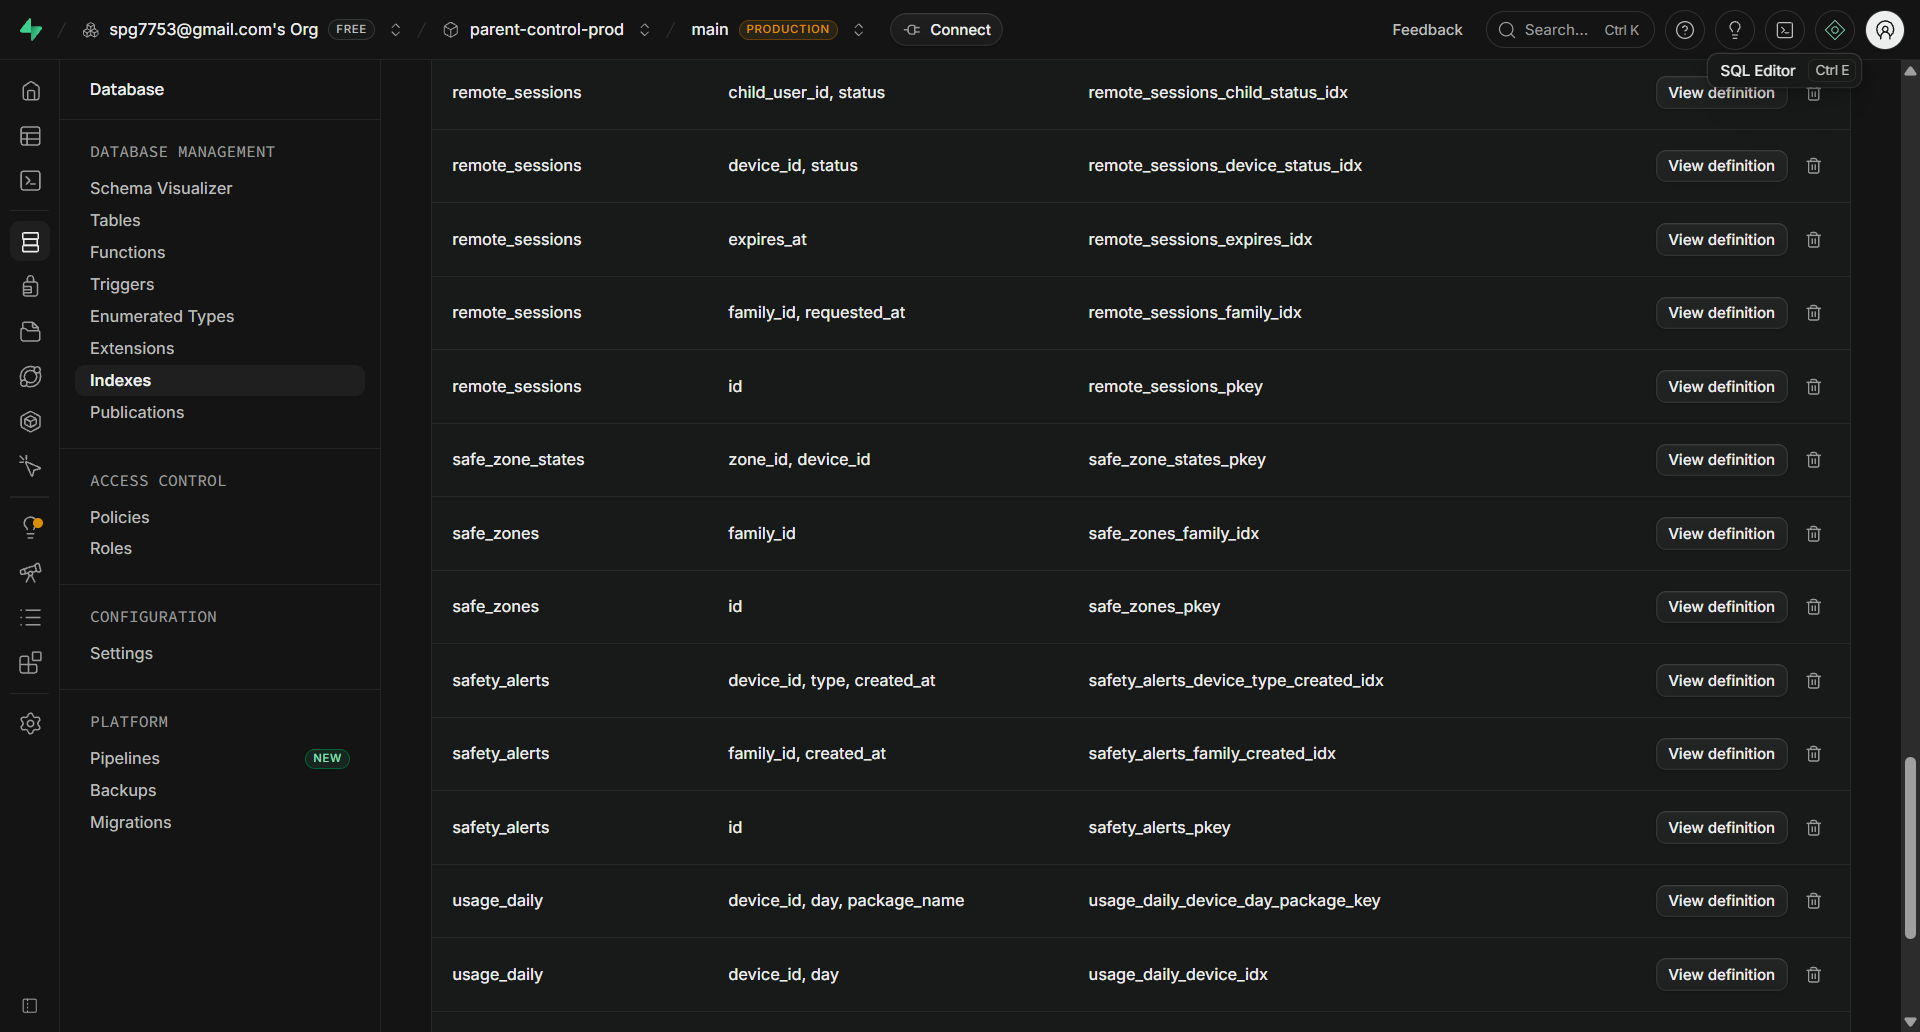 spg7753@gmail.com's Org FREE parent-control-prod main PRODUCTION Connect Feedback Search... Ctrl K
SQL Editor Ctrl E
Database
DATABASE MANAGEMENT
Schema Visualizer
Tables
Functions
Triggers
Enumerated Types
Extensions
Indexes
Publications
ACCESS CONTROL
Policies
Roles
CONFIGURATION
Settings
PLATFORM
Pipelines NEW
Backups
Migrations
remote_sessions child_user_id, status remote_sessions_child_status_idx View definition
remote_sessions device_id, status remote_sessions_device_status_idx View definition
remote_sessions expires_at remote_sessions_expires_idx View definition
remote_sessions family_id, requested_at remote_sessions_family_idx View definition
remote_sessions id remote_sessions_pkey View definition
safe_zone_states zone_id, device_id safe_zone_states_pkey View definition
safe_zones family_id safe_zones_family_idx View definition
safe_zones id safe_zones_pkey View definition
safety_alerts device_id, type, created_at safety_alerts_device_type_created_idx View definition
safety_alerts family_id, created_at safety_alerts_family_created_idx View definition
safety_alerts id safety_alerts_pkey View definition
usage_daily device_id, day, package_name usage_daily_device_day_package_key View definition
usage_daily device_id, day usage_daily_device_idx View definition